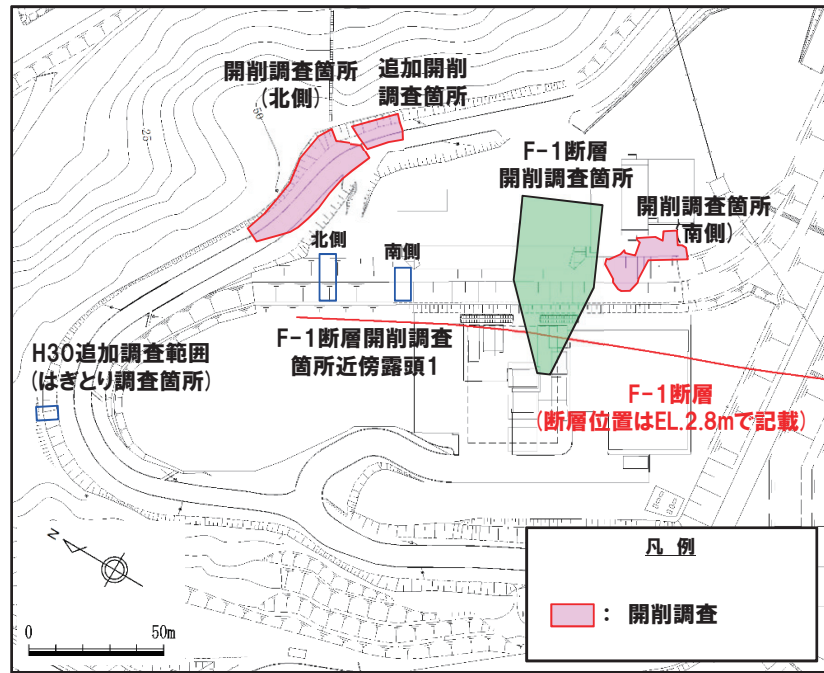 開削調査箇所
(北側)
追加開削
調査箇所
50
25
F-1断層
開削調査箇所
開削調査箇所
(南側)
北側
南側
H30追加調査範囲
(はぎとり調査箇所)
F-1断層開削調査
箇所近傍露頭1
F-1断層
(断層位置はEL.2.8mで記載)
N
0
50m
凡 例
： 開削調査